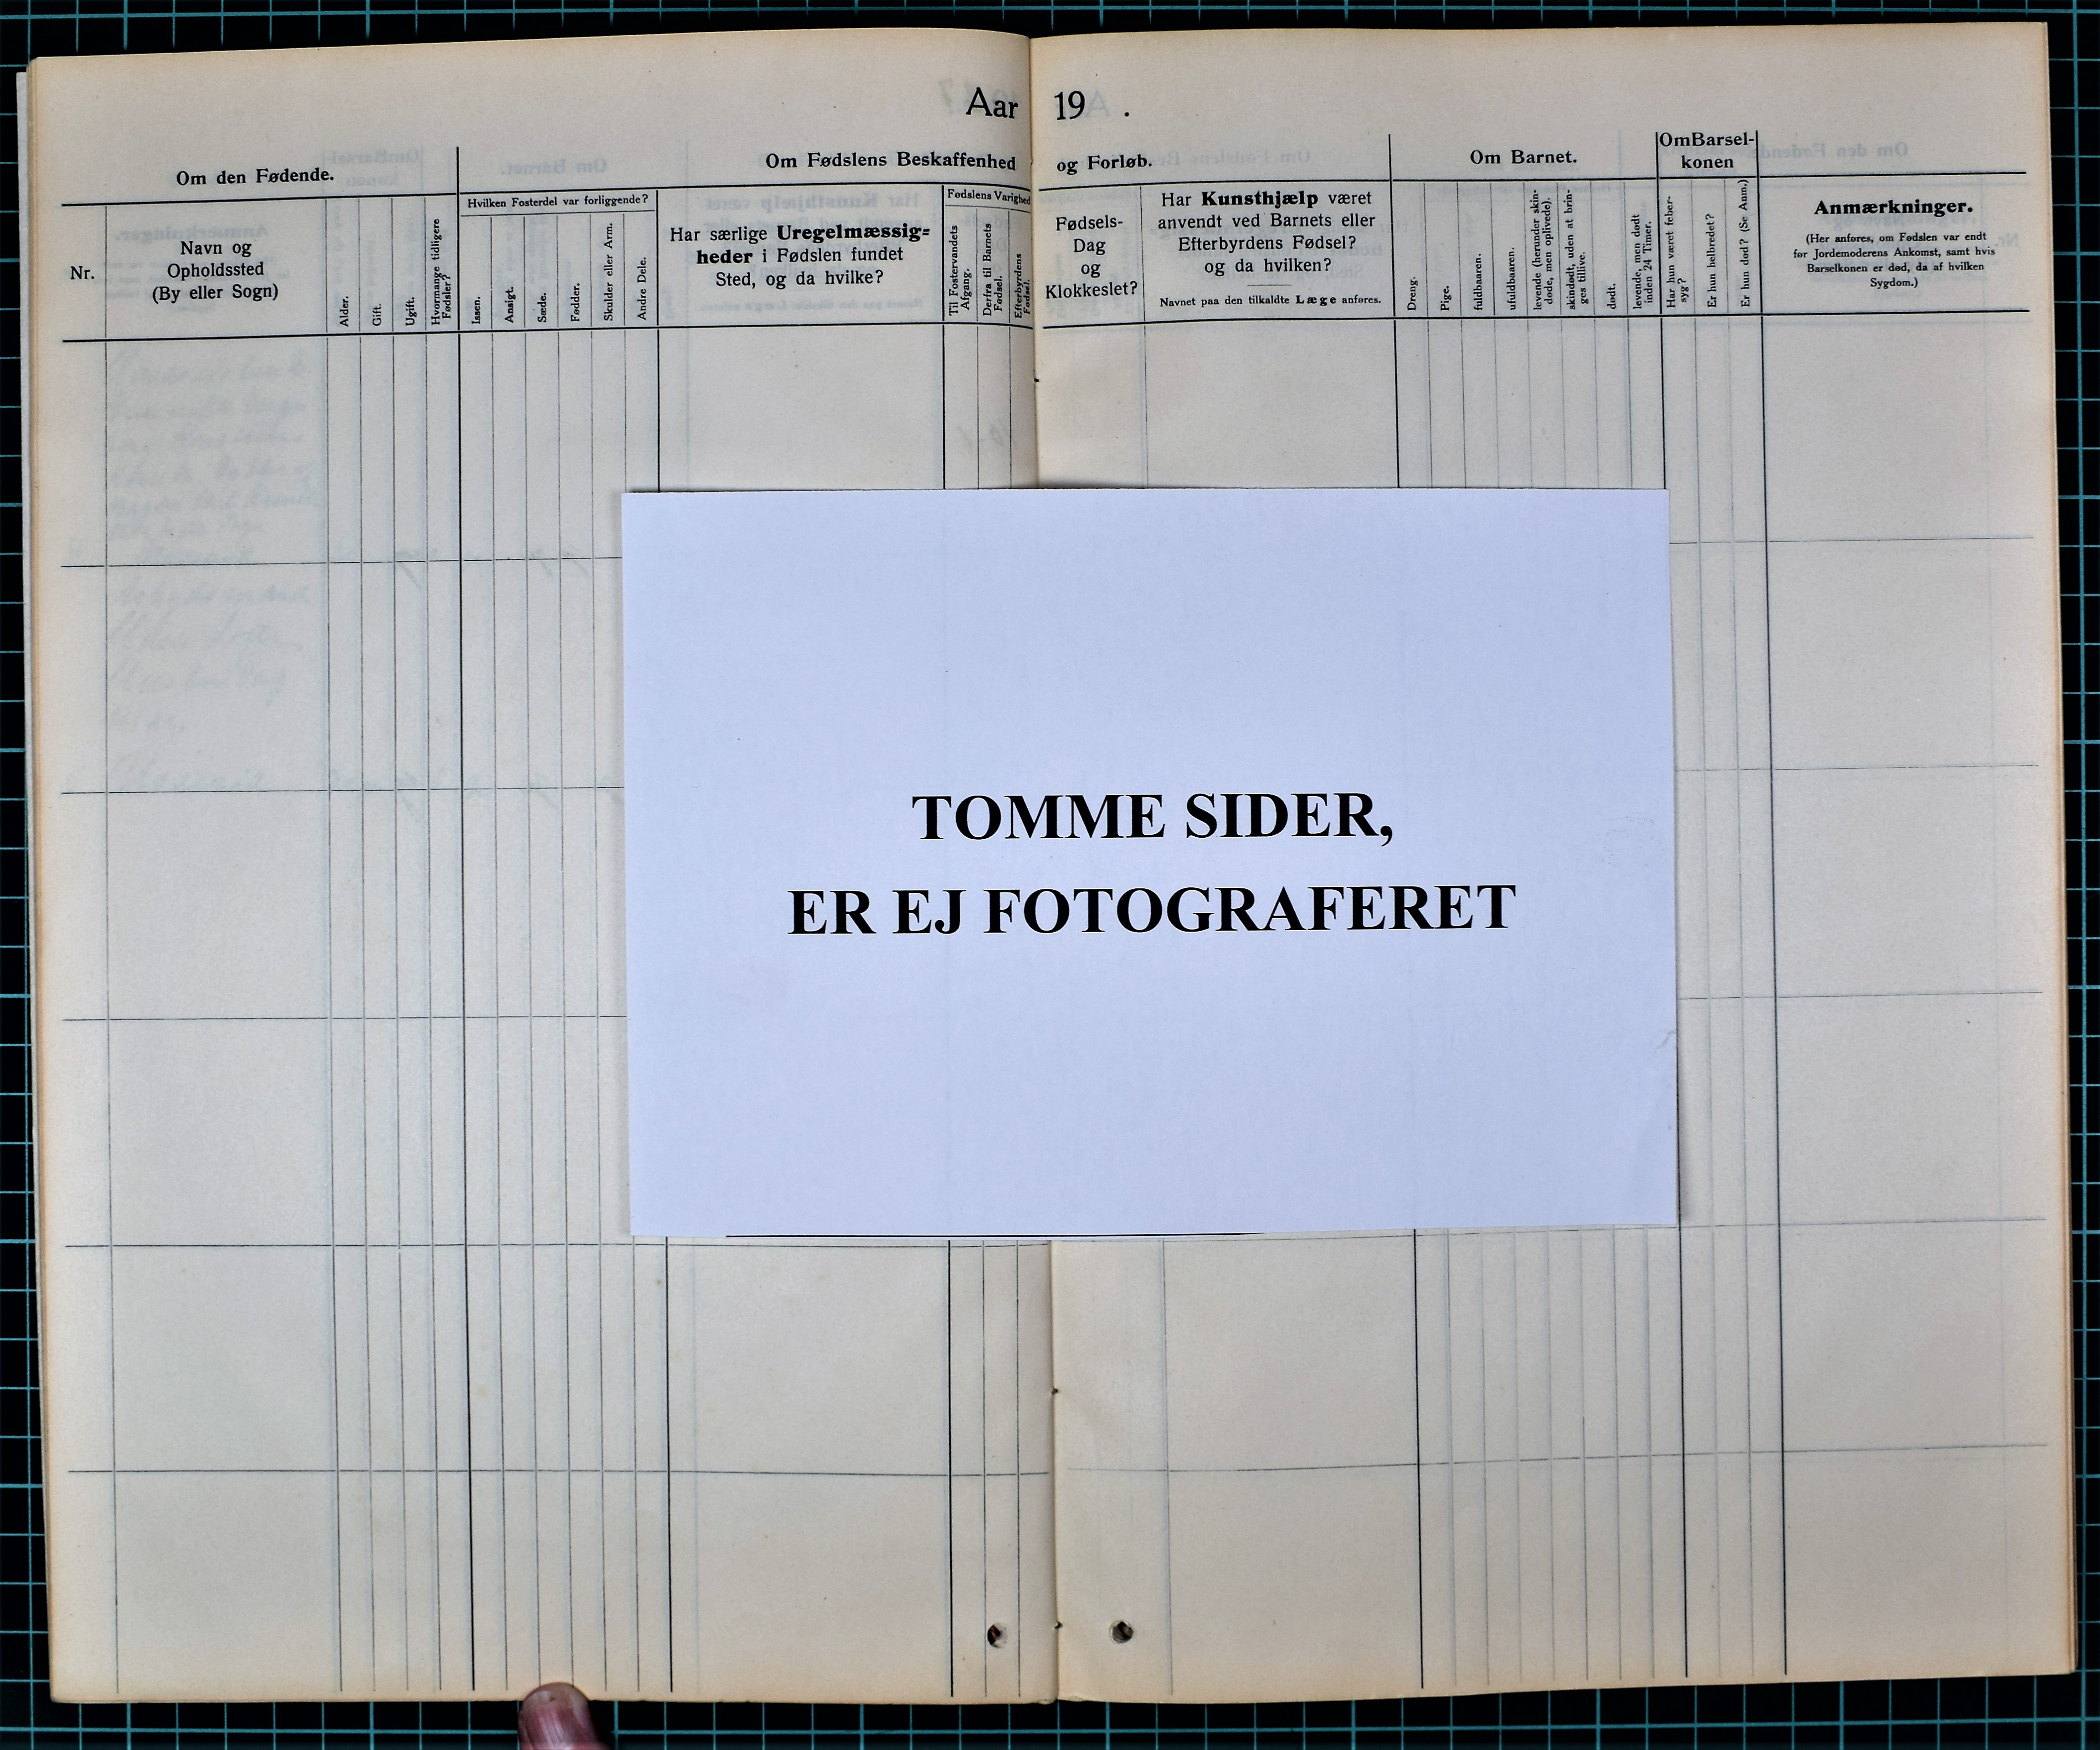 Aar 19 .
Om den Fødende.
Om Fødslens Beskaffenhed og Forløb.
Om Barnet.
Om Barsel-
konen
Nr.
Navn og
Opholdssted
(By eller Sogn)
Alder.
Gift.
Ugift.
Hvormange tidligere
Fødsler?
Hvilken Fosterdel var forliggende?
Issen.
Ansigt.
Sæde.
Fødder.
Skulder eller Arm.
Andre Dele.
Har særlige Uregelmæssig=
heder i Fødslen fundet
Sted, og da hvilke?
Fødslens Varighed
Til Fostervandets
Afgang.
Derfra til Barnets
Fødsel.
Efterbyrdens
Fødsel.
Fødsels-
Dag
og
Klokkeslet?
Har Kunsthjælp været
anvendt ved Barnets eller
Efterbyrdens Fødsel?
og da hvilken?
Navnet paa den tilkaldte Læge anføres.
Dreng.
Pige.
fuldbaaren.
ufuldbaaren.
levende (herunder skin-
døde, men oplivede).
skindødt, uden at brin-
ges tillive.
dødt.
levende, men dødt
inden 24 Timer.
Har hun været feber-
syg?
Er hun helbredet?
Er hun død? (Se Anm.)
Anmærkninger.
(Her anføres, om Fødslen var endt
før Jordemoderens Ankomst, samt hvis
Barselkonen er død, da af hvilken
Sygdom.)
TOMME SIDER,
ER EJ FOTOGRAFERET